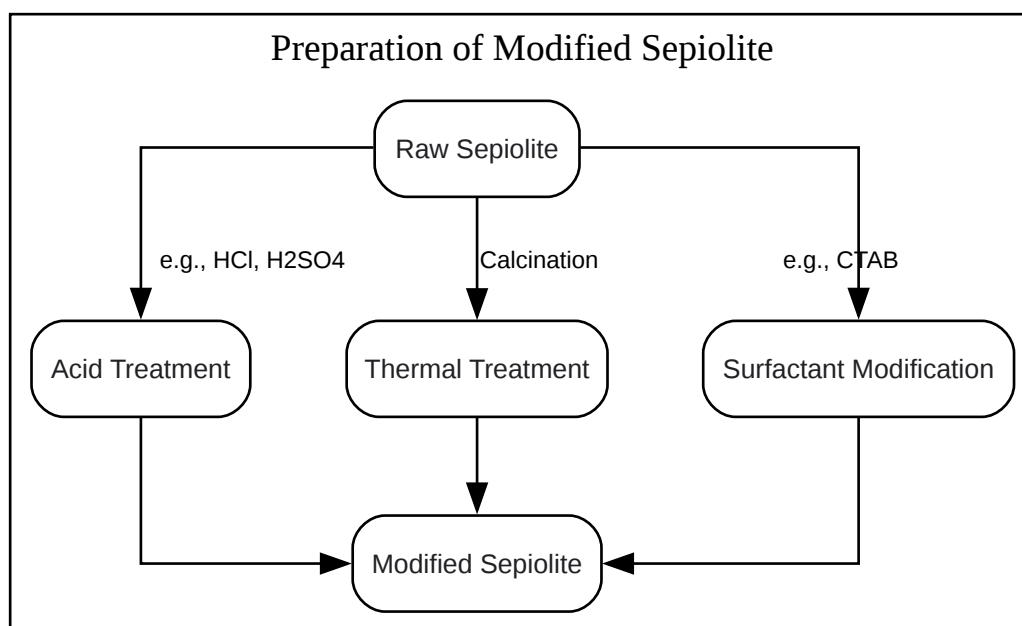 Preparation of Modified Sepiolite
Raw Sepiolite
e.g., HCl, H2SO4
Calcination
e.g., CTAB
Acid Treatment
Thermal Treatment
Surfactant Modification
Modified Sepiolite